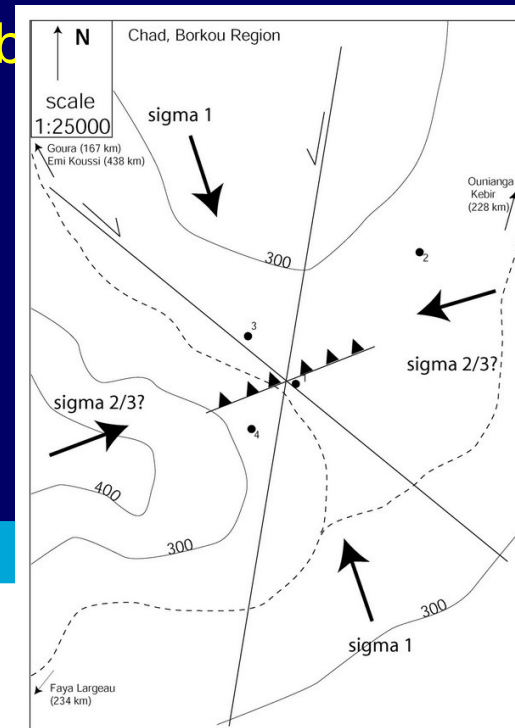 N
Chad, Borkou Region
scale
1:25000
sigma 1
Goura (167 km)
Emi Koussi (438 km)
Ounianga
Kebir
(228 km)
300
2
3
1
sigma 2/3?
sigma 2/3?
4
400
300
300
sigma 1
Faya Largeau
(234 km)